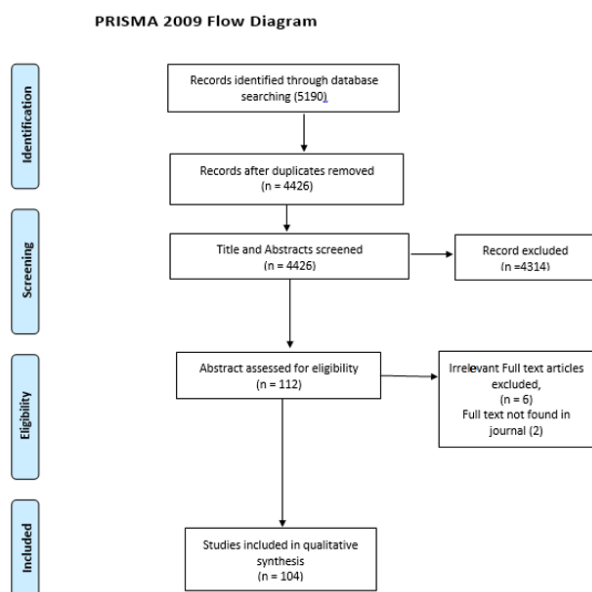 PRISMA 2009 Flow Diagram
Identification
Records identified through database
searching (5190)
Records after duplicates removed
(n = 4426)
Screening
Title and Abstracts screened
(n = 4426)
Record excluded
(n =4314)
Eligibility
Abstract assessed for eligibility
(n = 112)
Irrelevant Full text articles
excluded,
(n = 6)
Full text not found in
journal (2)
Included
Studies included in qualitative
synthesis
(n = 104)